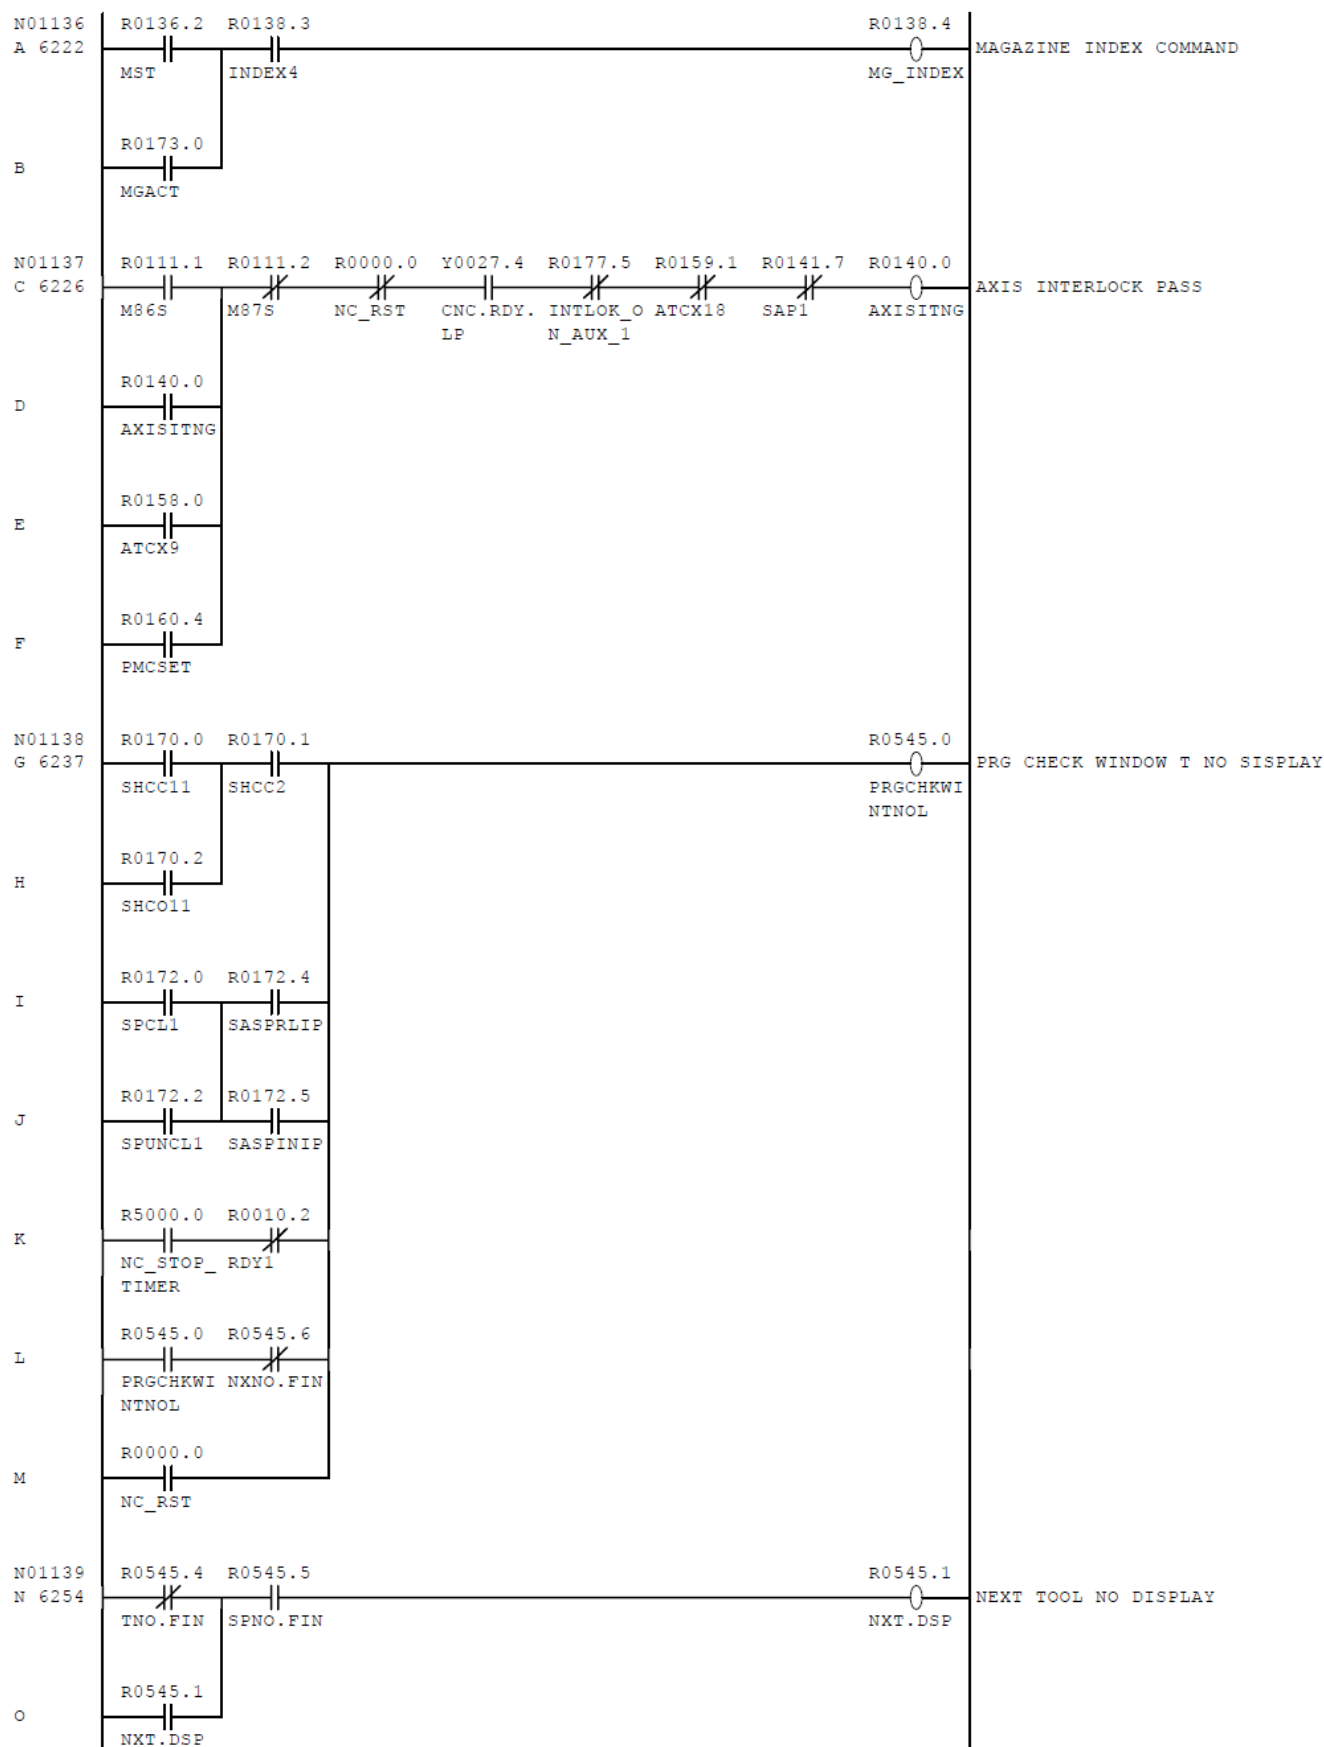 N01136 R0136.2 R0138.3 R0138.4
A 6222 MAGAZINE INDEX COMMAND
MST INDEX4 MG_INDEX
R0173.0
B
MGACT
N01137 R0111.1 R0111.2 R0000.0 Y0027.4 R0177.5 R0159.1 R0141.7 R0140.0
C 6226 AXIS INTERLOCK PASS
M86S M87S NC_RST CNC.RDY. INTLOK_O ATCX18 SAP1 AXISITNG
LP N_AUX_1
R0140.0
D
AXISITNG
R0158.0
E
ATCX9
R0160.4
F
PMCSET
N01138 R0170.0 R0170.1 R0545.0
G 6237 PRG CHECK WINDOW T NO SISPLAY
SHCC11 SHCC2 PRGCHKWI
NTNOL
R0170.2
H
SHCO11
R0172.0 R0172.4
I
SPCL1 SASPRLIP
R0172.2 R0172.5
J
SPUNCL1 SASPINIP
R5000.0 R0010.2
K
NC_STOP_ RDY1
TIMER
R0545.0 R0545.6
L
PRGCHKWI NXNO.FIN
NTNOL
R0000.0
M
NC_RST
N01139 R0545.4 R0545.5 R0545.1
N 6254 NEXT TOOL NO DISPLAY
TNO.FIN SPNO.FIN NXT.DSP
R0545.1
O
NXT.DSP